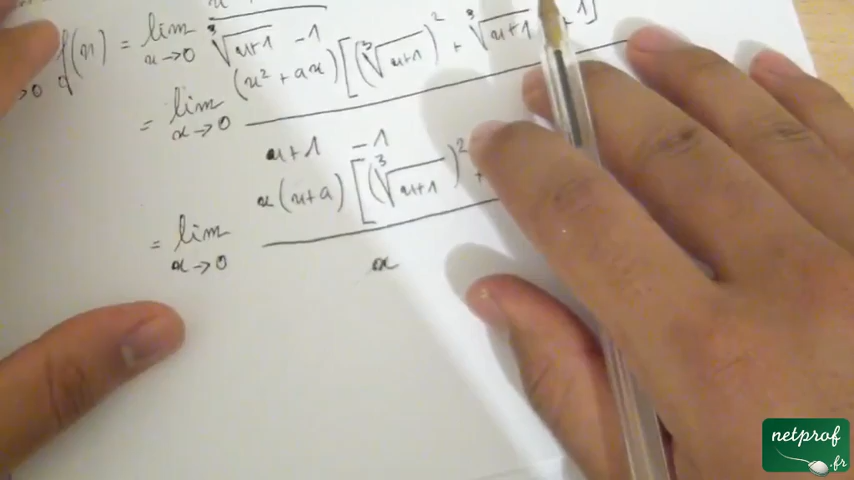 f(x) = lim x→0 ∛(x+1) - 1
= lim x→0 (x² + ax) [(∛(x+1))² + ∛(x+1) + 1]
x+1 - 1
= lim x→0 x(x+a) [(∛(x+1))² +
x
netprof
.fr